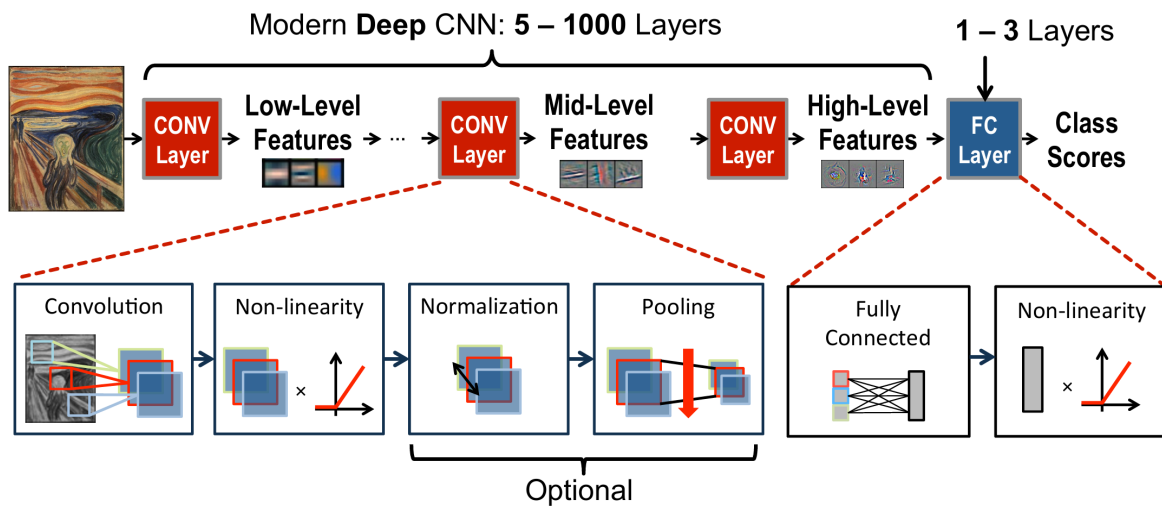 Modern Deep CNN: 5 – 1000 Layers
1 – 3 Layers
CONV
Layer
Low-Level
Features
...
CONV
Layer
Mid-Level
Features
CONV
Layer
High-Level
Features
FC
Layer
Class
Scores
Convolution
Non-linearity
×
Normalization
Pooling
Fully
Connected
Non-linearity
×
Optional